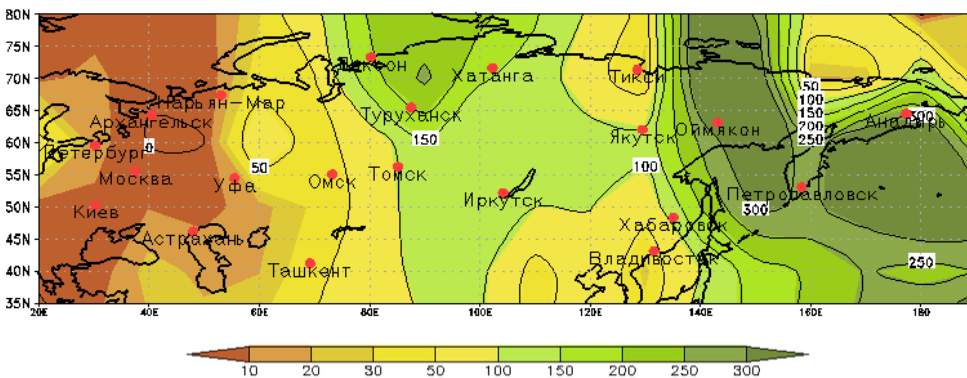 80N
75N
Диксон
Хатанга
Тикси
70N
50
Нарьян-Мар
100
65N
Туруханск
150
300
Архангельск
200
Анадырь
Якутск
Оймякон
60N
0
150
250
Петербург
50
100
55N
Москва
Уфа
Омск
Томск
Иркутск
Петропавловск
50N
Киев
300
Хабаровск
45N
Астрахань
Владивосток
40N
Ташкент
250
35N
20E 40E 60E 80E 100E 120E 140E 160E 180
10 20 30 50 100 150 200 250 300